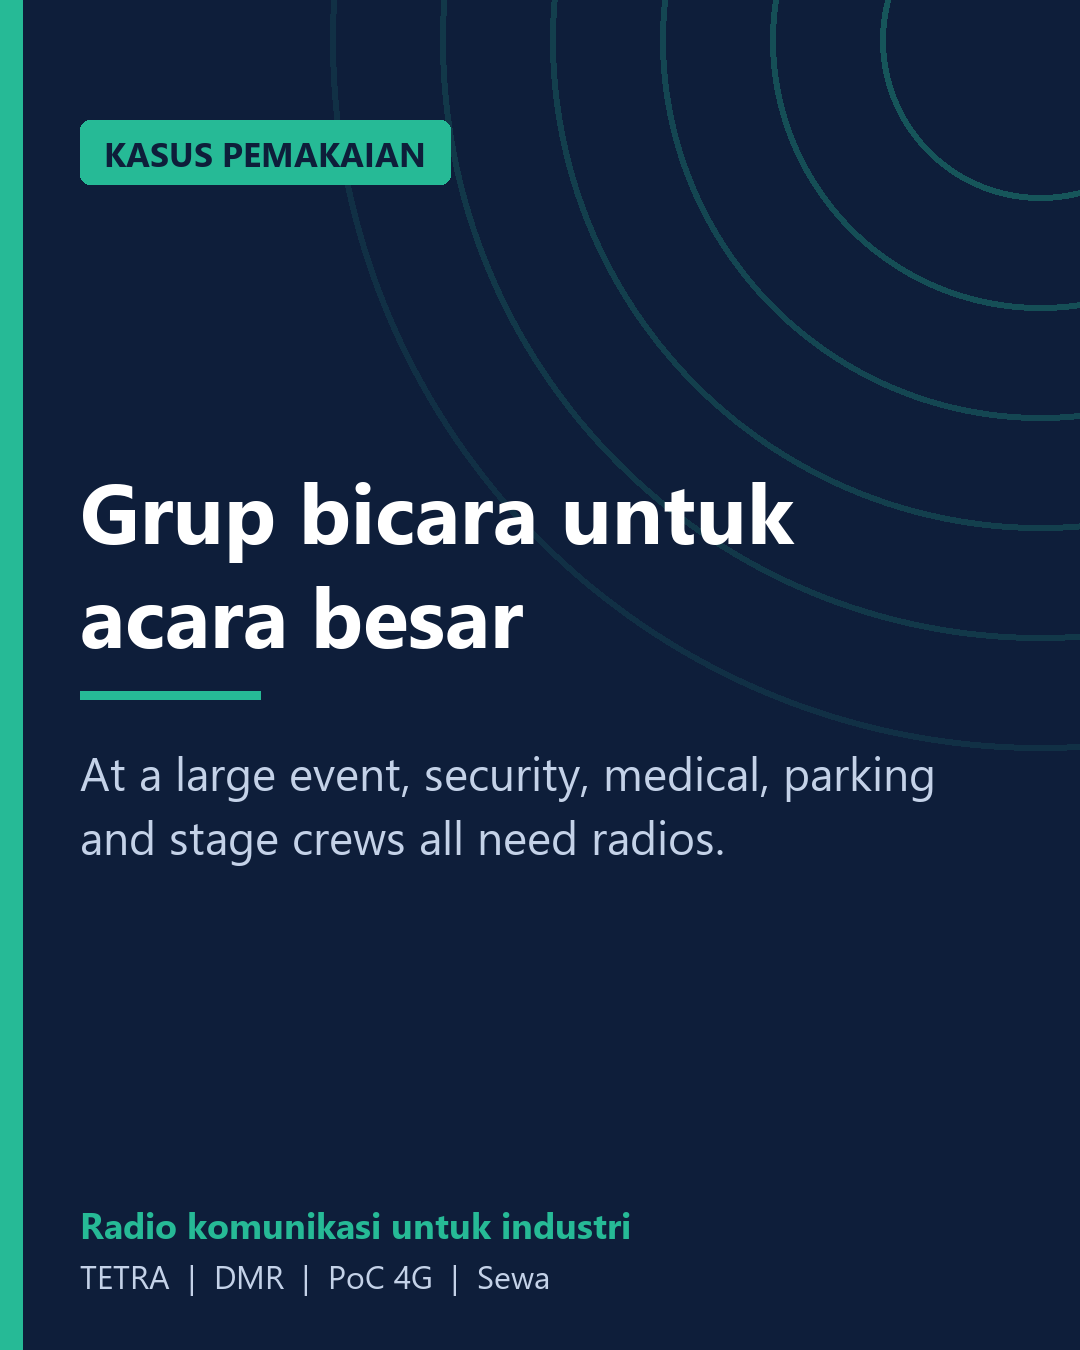 KASUS PEMAKAIAN
Grup bicara untuk
acara besar
At a large event, security, medical, parking
and stage crews all need radios.
Radio komunikasi untuk industri
TETRA | DMR | PoC 4G | Sewa